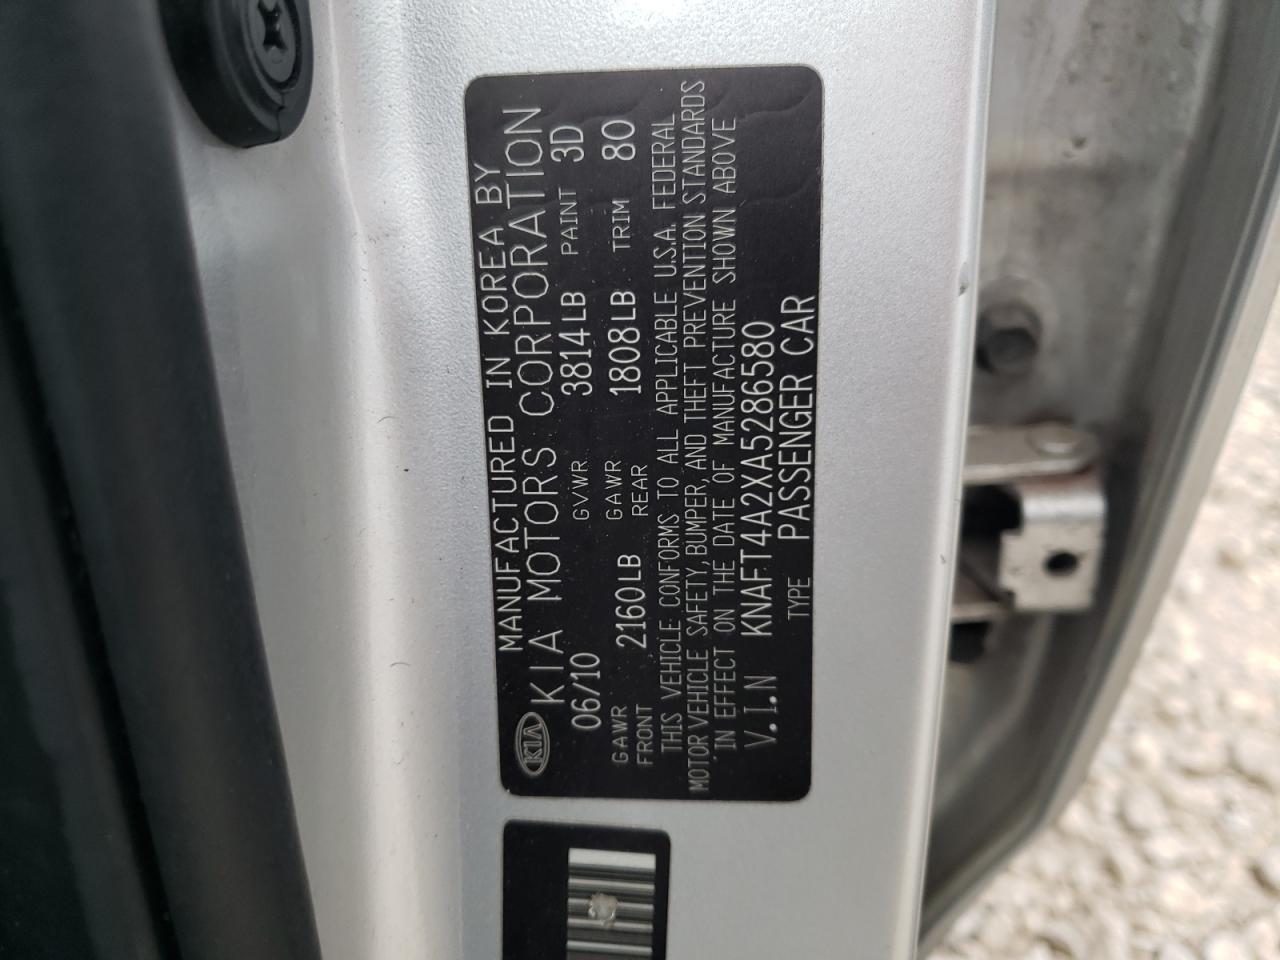 MANUFACTURED IN KOREA BY
KIA KIA MOTORS CORPORATION
06/10 GVWR 3814LB PAINT 3D
GAWR FRONT 2160LB GAWR REAR 1808LB TRIM 80
THIS VEHICLE CONFORMS TO ALL APPLICABLE U.S.A. FEDERAL
MOTOR VEHICLE SAFETY, BUMPER, AND THEFT PREVENTION STANDARDS
IN EFFECT ON THE DATE OF MANUFACTURE SHOWN ABOVE
V.I.N KNAFT4A2XA5286580
TYPE PASSENGER CAR